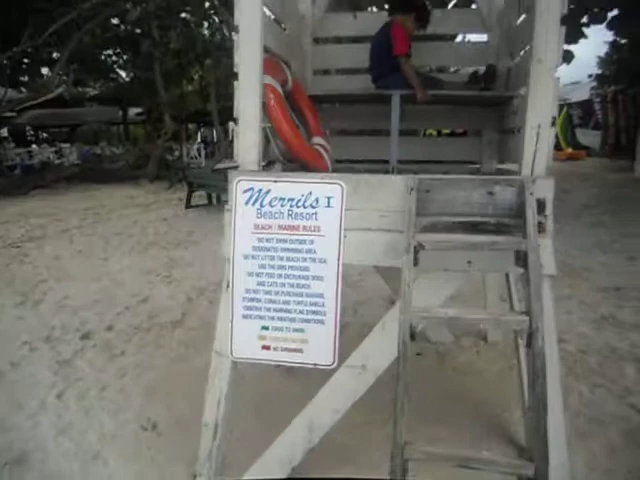 Merrils I
Beach Resort
BEACH / MARINE RULES
*DO NOT SWIM OUTSIDE OF
DESIGNATED SWIMMING AREA.
*DO NOT LITTER THE BEACH OR THE SEA
USE THE BINS PROVIDED.
*DO NOT FEED OR ENCOURAGE DOGS
AND CATS ON THE BEACH
*DO NOT TAKE OR PURCHASE
STARFISH, CORALS AND TURTLE SHELLS.
*OBSERVE THE WARNING FLAG SYMBOLS
INDICATING THE WEATHER CONDITIONS.
GOOD TO SWIM
NO SWIMMING